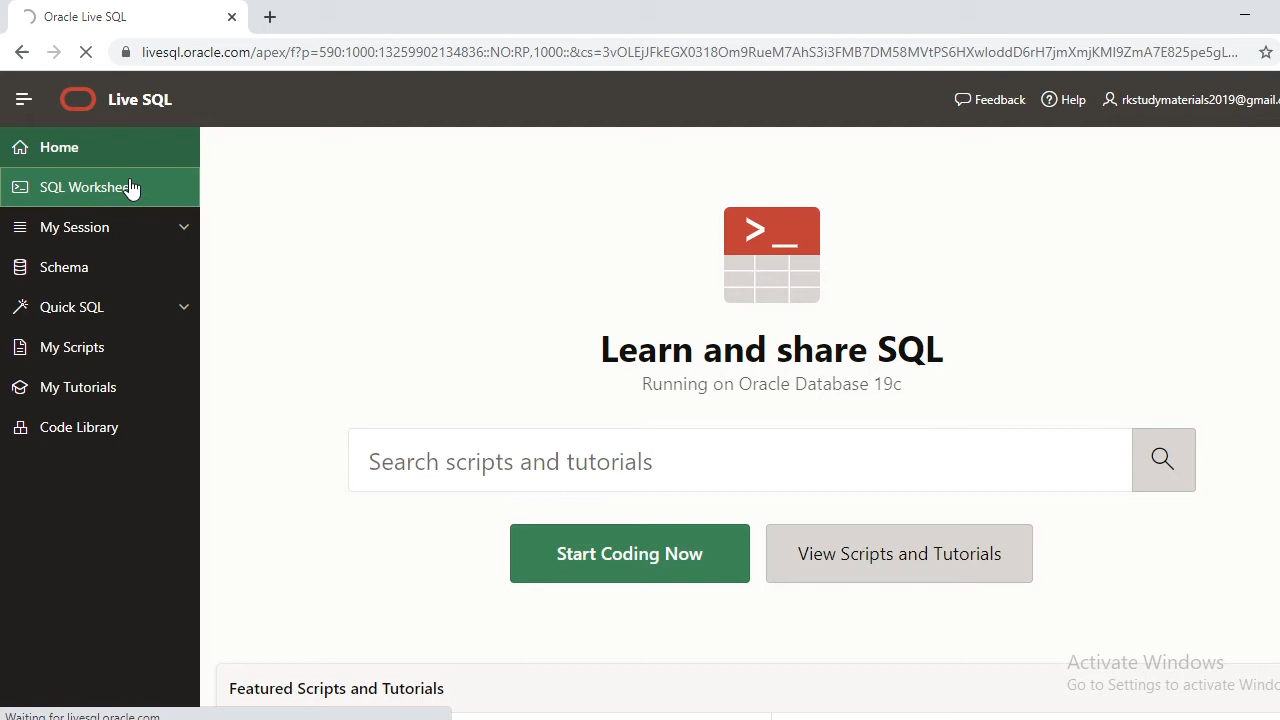 Oracle Live SQL
livesql.oracle.com/apex/f?p=590:1000:13259902134836::NO:RP,1000::&cs=3vOLEjJFkEGX0318Om9RueM7AhS3i3FMB7DM58MVtPS6HXwloddD6rH7jmXmjKMI9ZmA7E825pe5gL...
Live SQL
Feedback
Help
rkstudymaterials2019@gmail.
Home
SQL Workshee
My Session
Schema
Quick SQL
My Scripts
My Tutorials
Code Library
>_
Learn and share SQL
Running on Oracle Database 19c
Search scripts and tutorials
Start Coding Now
View Scripts and Tutorials
Featured Scripts and Tutorials
Activate Windows
Go to Settings to activate Windo
Waiting for livesql.oracle.com